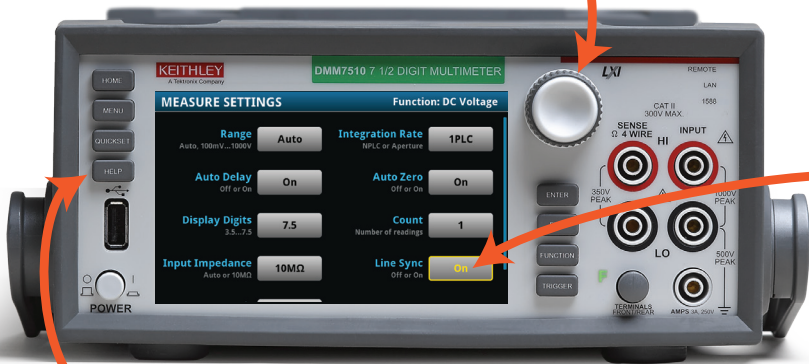 KEITHLEY
A Tektronix Company
DMM7510 7 1/2 DIGIT MULTIMETER
LXI
REMOTE
LAN
1588
HOME
MENU
QUICKSET
HELP
MEASURE SETTINGS
Function: DC Voltage
Range
Auto, 100mV...1000V
Auto
Integration Rate
NPLC or Aperture
1PLC
Auto Delay
Off or On
On
Auto Zero
Off or On
On
Display Digits
3.5...7.5
7.5
Count
Number of readings
1
Input Impedance
Auto or 10MΩ
10MΩ
Line Sync
Off or On
On
POWER
ENTER
FUNCTION
TRIGGER
CAT II
300V MAX
SENSE
Ω 4 WIRE
HI
INPUT
350V
PEAK
1000V
PEAK
LO
500V
PEAK
TERMINALS
FRONT/REAR
AMPS 3A, 250V